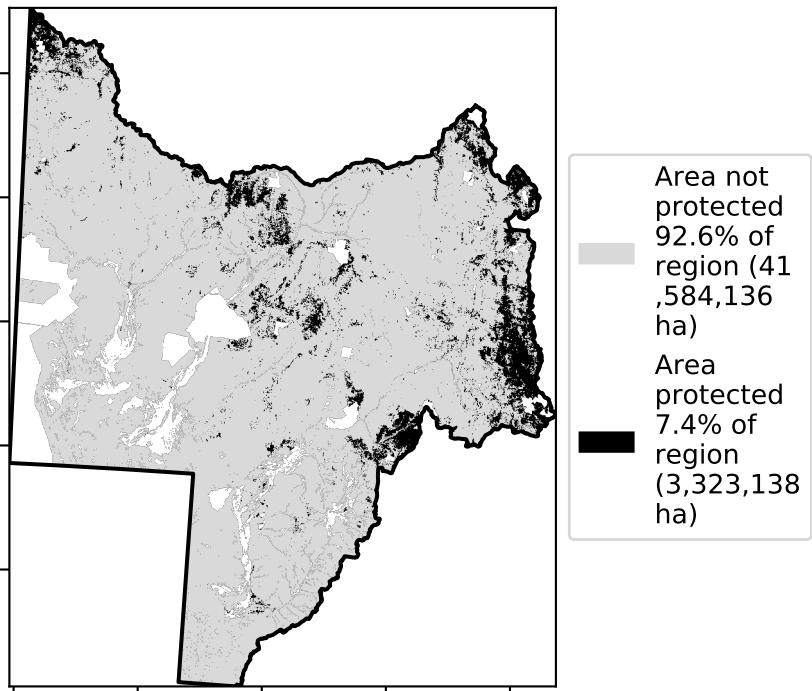 Area not
protected
92.6% of
region (41
,584,136
ha)
Area
protected
7.4% of
region
(3,323,138
ha)